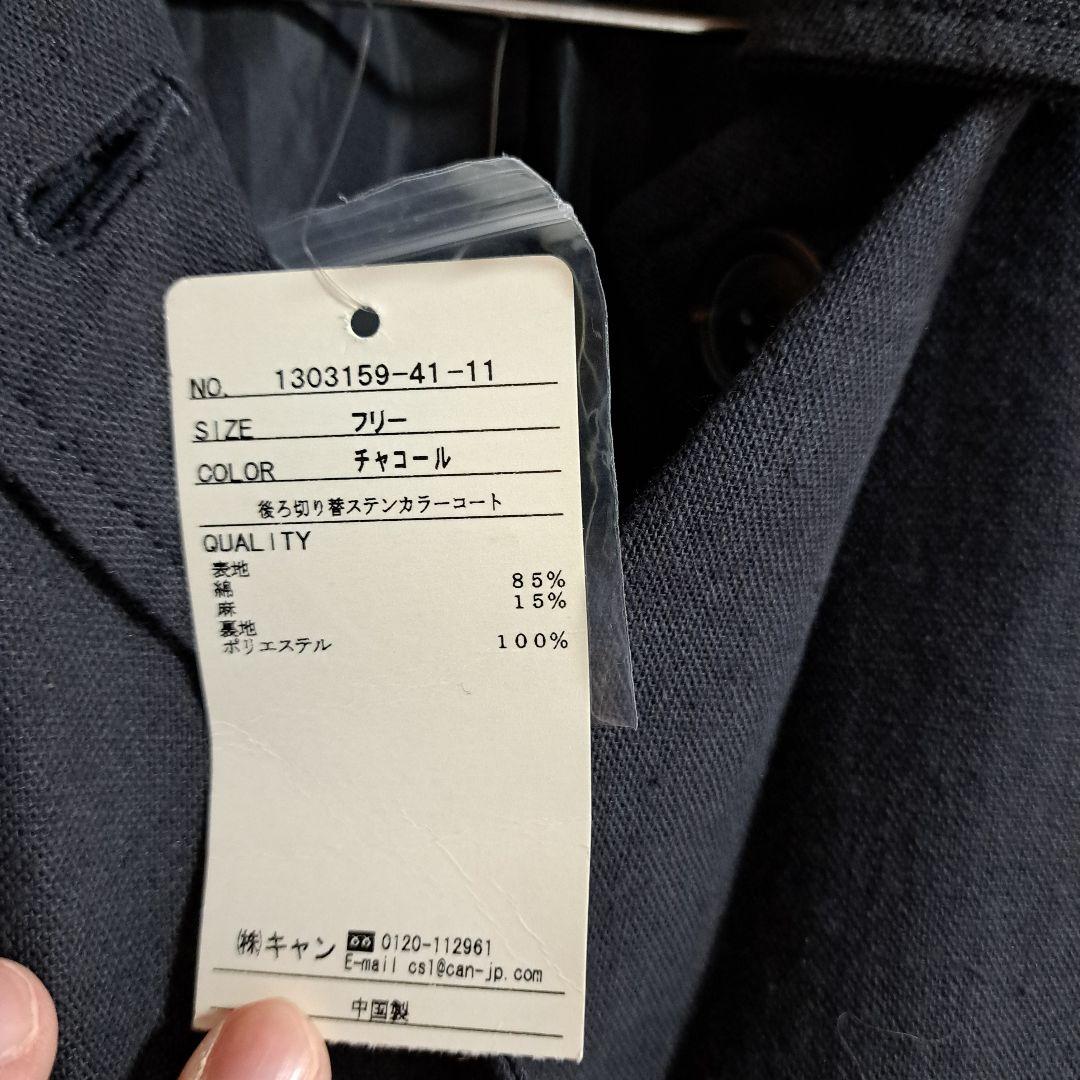 NO. 1303159-41-11
SIZE フリー
COLOR チャコール
後ろ切り替ステンカラーコート
QUALITY
表地
綿 85%
麻 15%
裏地
ポリエステル 100%
㈱キャン 0120-112961
E-mail cs1@can-jp.com
中国製